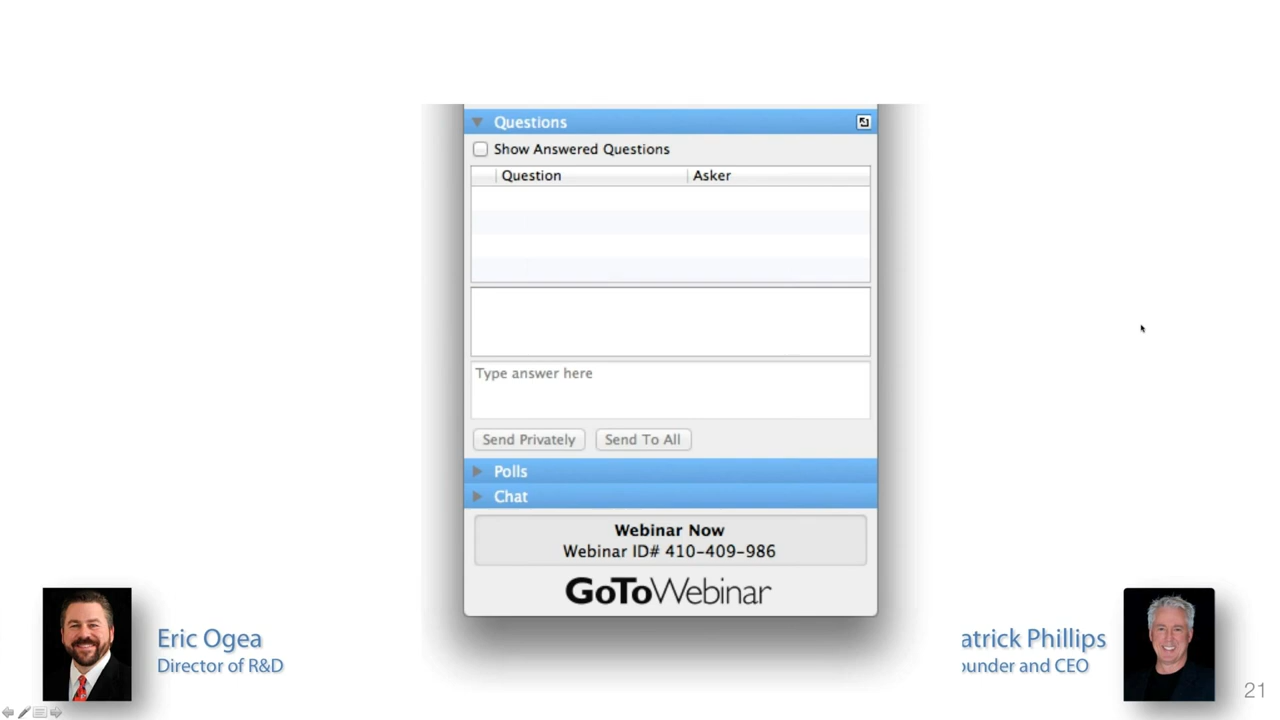 Questions
Show Answered Questions
Question Asker
Type answer here
Send Privately Send To All
Polls
Chat
Webinar Now
Webinar ID# 410-409-986
GoToWebinar
Eric Ogea
Director of R&D
atrick Phillips
ounder and CEO
21